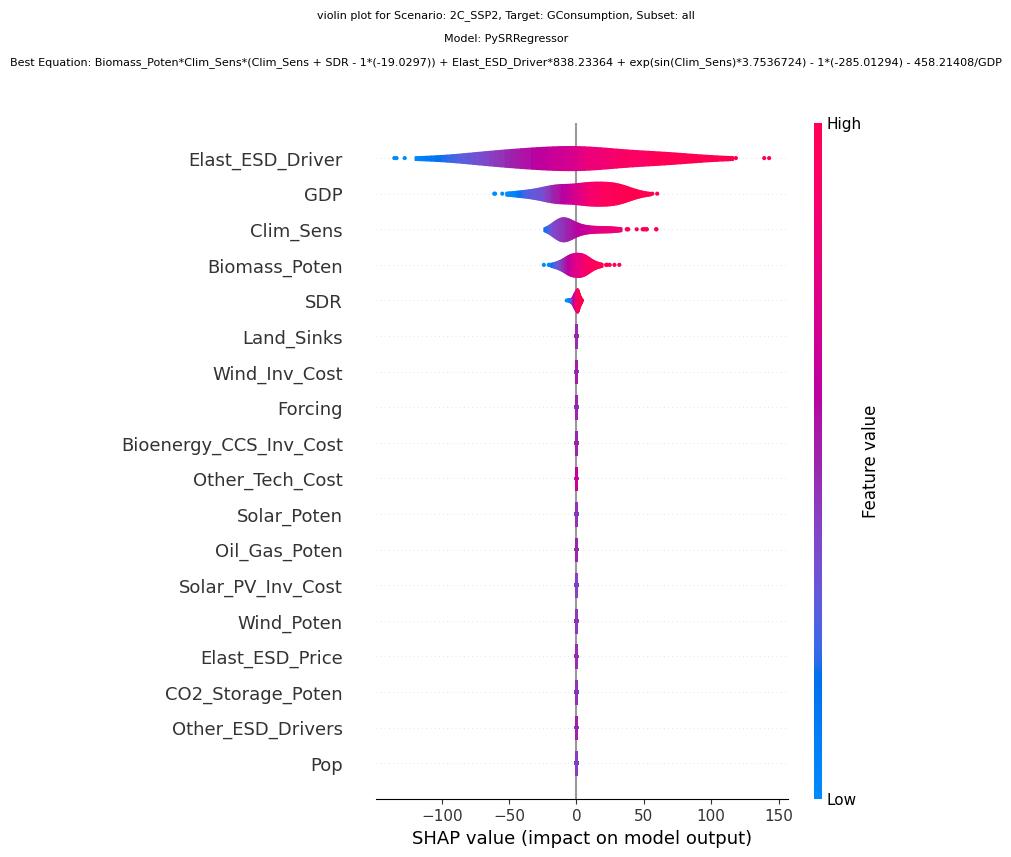 violin plot for Scenario: 2C_SSP2, Target: GConsumption, Subset: all
Model: PySRRegressor
Best Equation: Biomass_Poten*Clim_Sens*(Clim_Sens + SDR - 1*(-19.0297)) + Elast_ESD_Driver*838.23364 + exp(sin(Clim_Sens)*3.7536724) - 1*(-285.01294) - 458.21408/GDP
High
Elast_ESD_Driver
GDP
Clim_Sens
Biomass_Poten
SDR
Land_Sinks
Wind_Inv_Cost
Forcing
Bioenergy_CCS_Inv_Cost
Other_Tech_Cost
Solar_Poten
Oil_Gas_Poten
Solar_PV_Inv_Cost
Wind_Poten
Elast_ESD_Price
CO2_Storage_Poten
Other_ESD_Drivers
Pop
Feature value
Low
−100 −50 0 50 100 150
SHAP value (impact on model output)